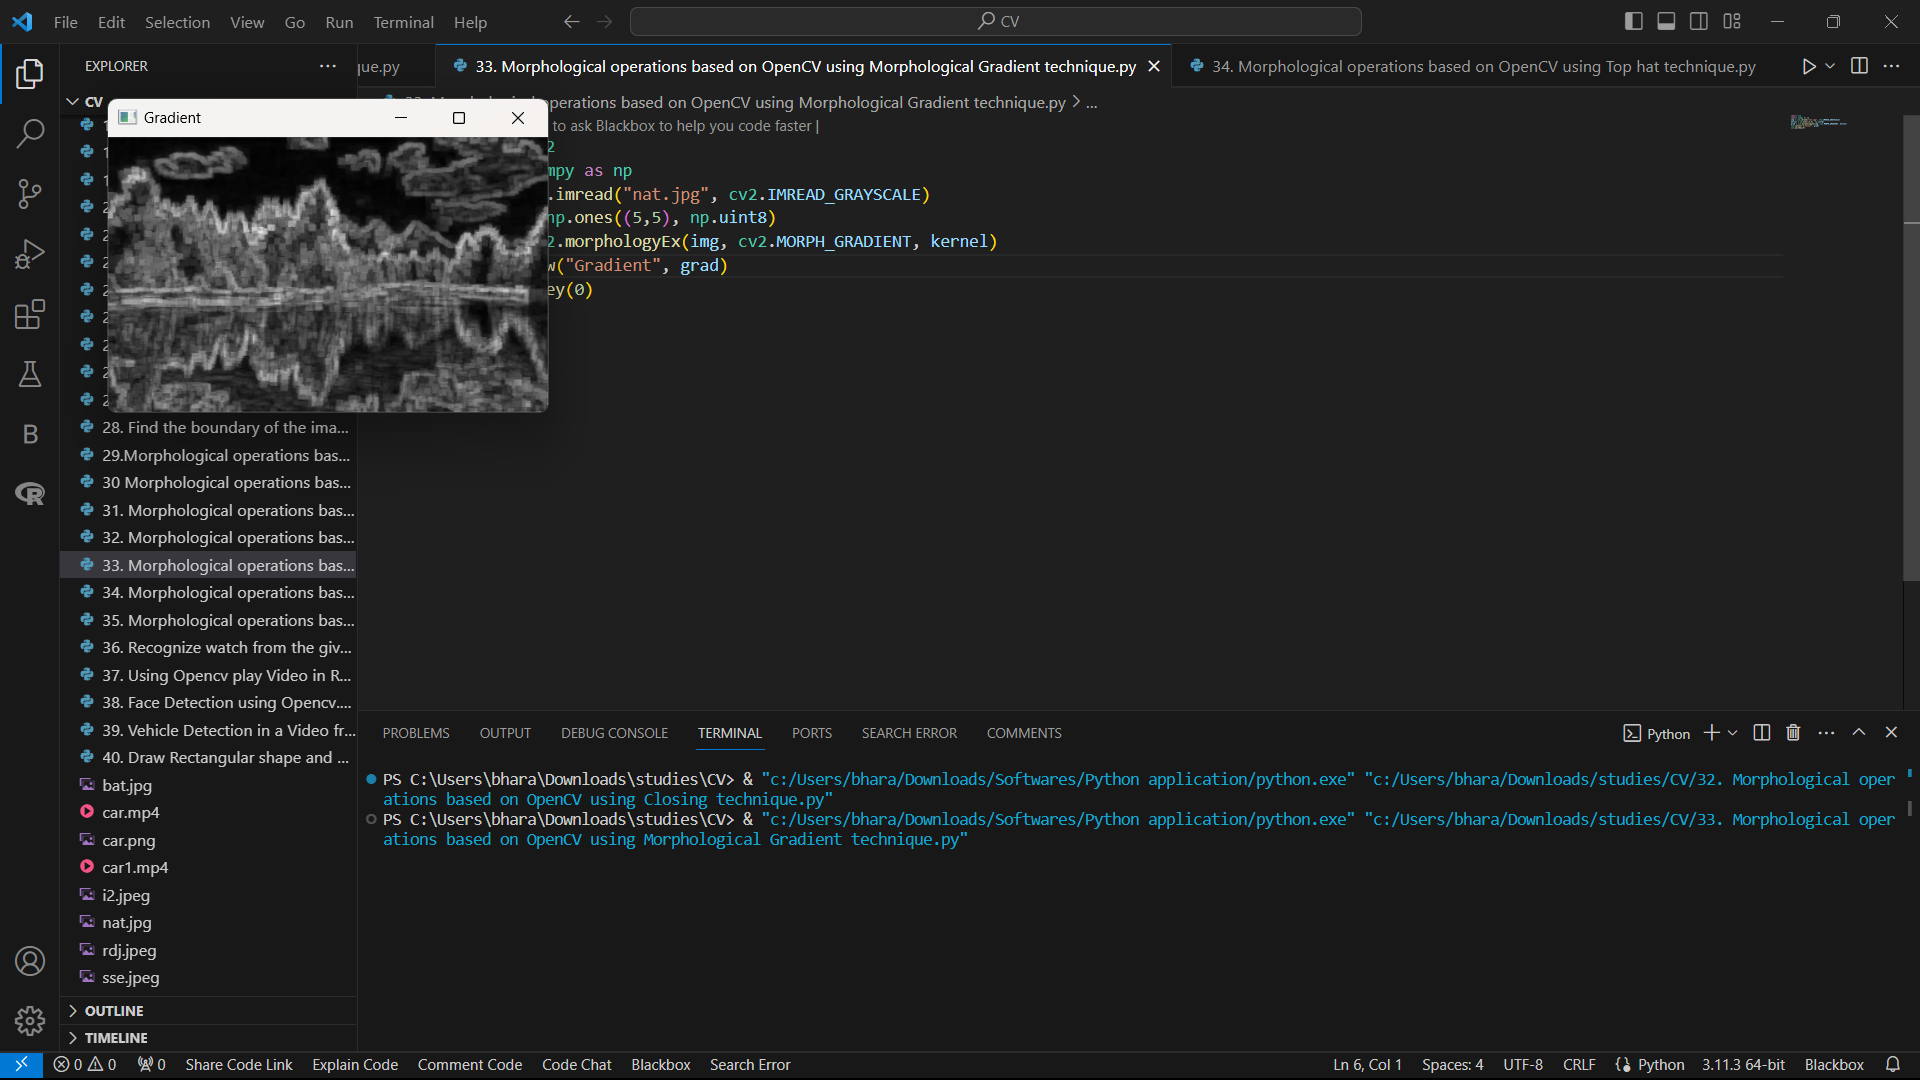 File Edit Selection View Go Run Terminal Help
CV
EXPLORER
que.py
33. Morphological operations based on OpenCV using Morphological Gradient technique.py
34. Morphological operations based on OpenCV using Top hat technique.py
CV
Gradient
operations based on OpenCV using Morphological Gradient technique.py > ...
to ask Blackbox to help you code faster |
2
mpy as np
.imread("nat.jpg", cv2.IMREAD_GRAYSCALE)
np.ones((5,5), np.uint8)
2.morphologyEx(img, cv2.MORPH_GRADIENT, kernel)
w("Gradient", grad)
ey(0)
28. Find the boundary of the ima...
29.Morphological operations bas...
30 Morphological operations bas...
31. Morphological operations bas...
32. Morphological operations bas...
33. Morphological operations bas...
34. Morphological operations bas...
35. Morphological operations bas...
36. Recognize watch from the giv...
37. Using Opencv play Video in R...
38. Face Detection using Opencv....
39. Vehicle Detection in a Video fr...
40. Draw Rectangular shape and ...
bat.jpg
car.mp4
car.png
car1.mp4
i2.jpeg
nat.jpg
rdj.jpeg
sse.jpeg
OUTLINE
TIMELINE
PROBLEMS OUTPUT DEBUG CONSOLE TERMINAL PORTS SEARCH ERROR COMMENTS
Python
PS C:\Users\bhara\Downloads\studies\CV> & "c:/Users/bhara/Downloads/Softwares/Python application/python.exe" "c:/Users/bhara/Downloads/studies/CV/32. Morphological oper
ations based on OpenCV using Closing technique.py"
PS C:\Users\bhara\Downloads\studies\CV> & "c:/Users/bhara/Downloads/Softwares/Python application/python.exe" "c:/Users/bhara/Downloads/studies/CV/33. Morphological oper
ations based on OpenCV using Morphological Gradient technique.py"
0 0 0 Share Code Link Explain Code Comment Code Code Chat Blackbox Search Error
Ln 6, Col 1 Spaces: 4 UTF-8 CRLF Python 3.11.3 64-bit Blackbox